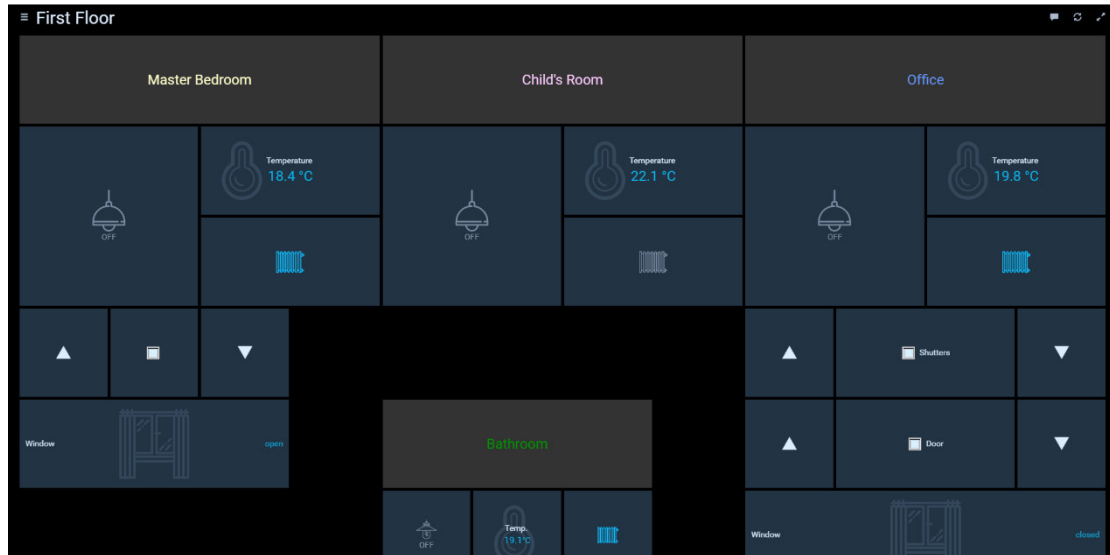 First Floor
Master Bedroom
Child's Room
Office
Temperature
18.4 °C
Temperature
22.1 °C
Temperature
19.8 °C
OFF
OFF
OFF
Shutters
Window
open
Bathroom
Door
OFF
Temp.
19.1°C
Window
closed